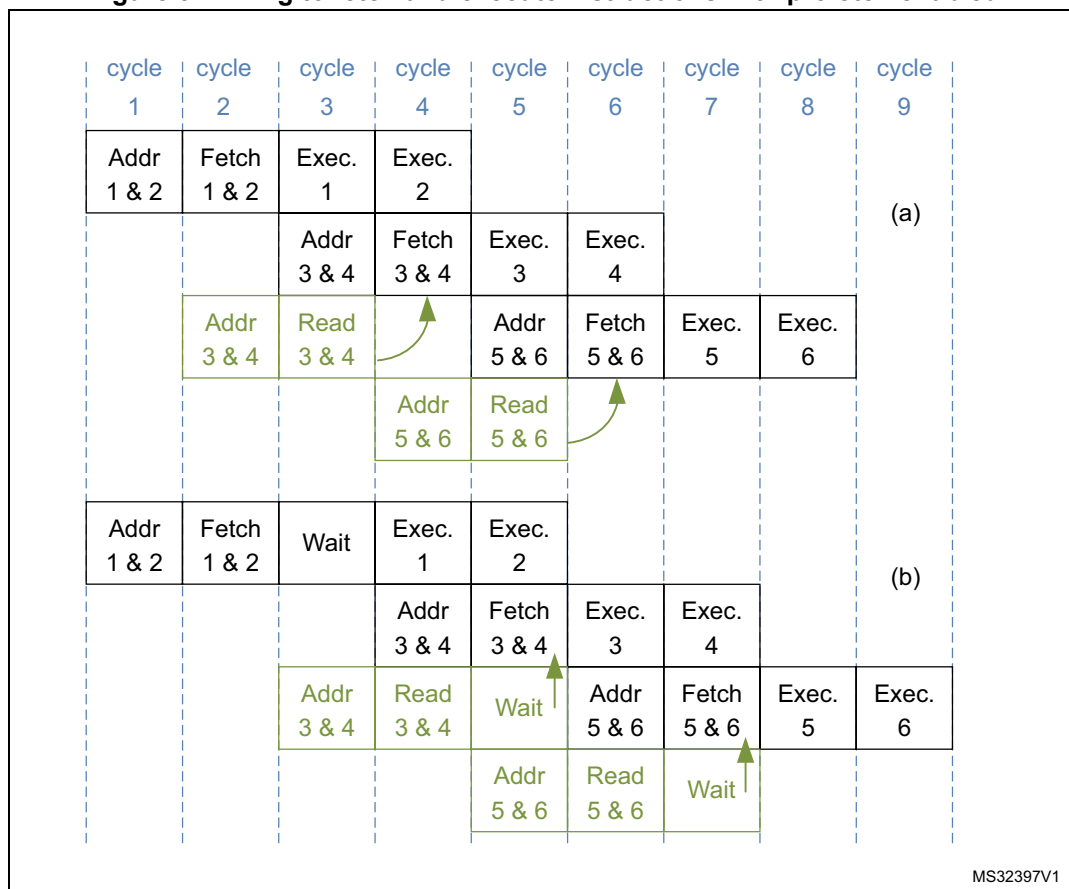 cycle cycle cycle cycle cycle cycle cycle cycle cycle
1 2 3 4 5 6 7 8 9
Addr Fetch Exec. Exec.
1 & 2 1 & 2 1 2
(a)
Addr Fetch Exec. Exec.
3 & 4 3 & 4 3 4
Addr Read Addr Fetch Exec. Exec.
3 & 4 3 & 4 5 & 6 5 & 6 5 6
Addr Read
5 & 6 5 & 6
Addr Fetch Wait Exec. Exec.
1 & 2 1 & 2 1 2
(b)
Addr Fetch Exec. Exec.
3 & 4 3 & 4 3 4
Addr Read Wait Addr Fetch Exec. Exec.
3 & 4 3 & 4 5 & 6 5 & 6 5 6
Addr Read Wait
5 & 6 5 & 6
MS32397V1